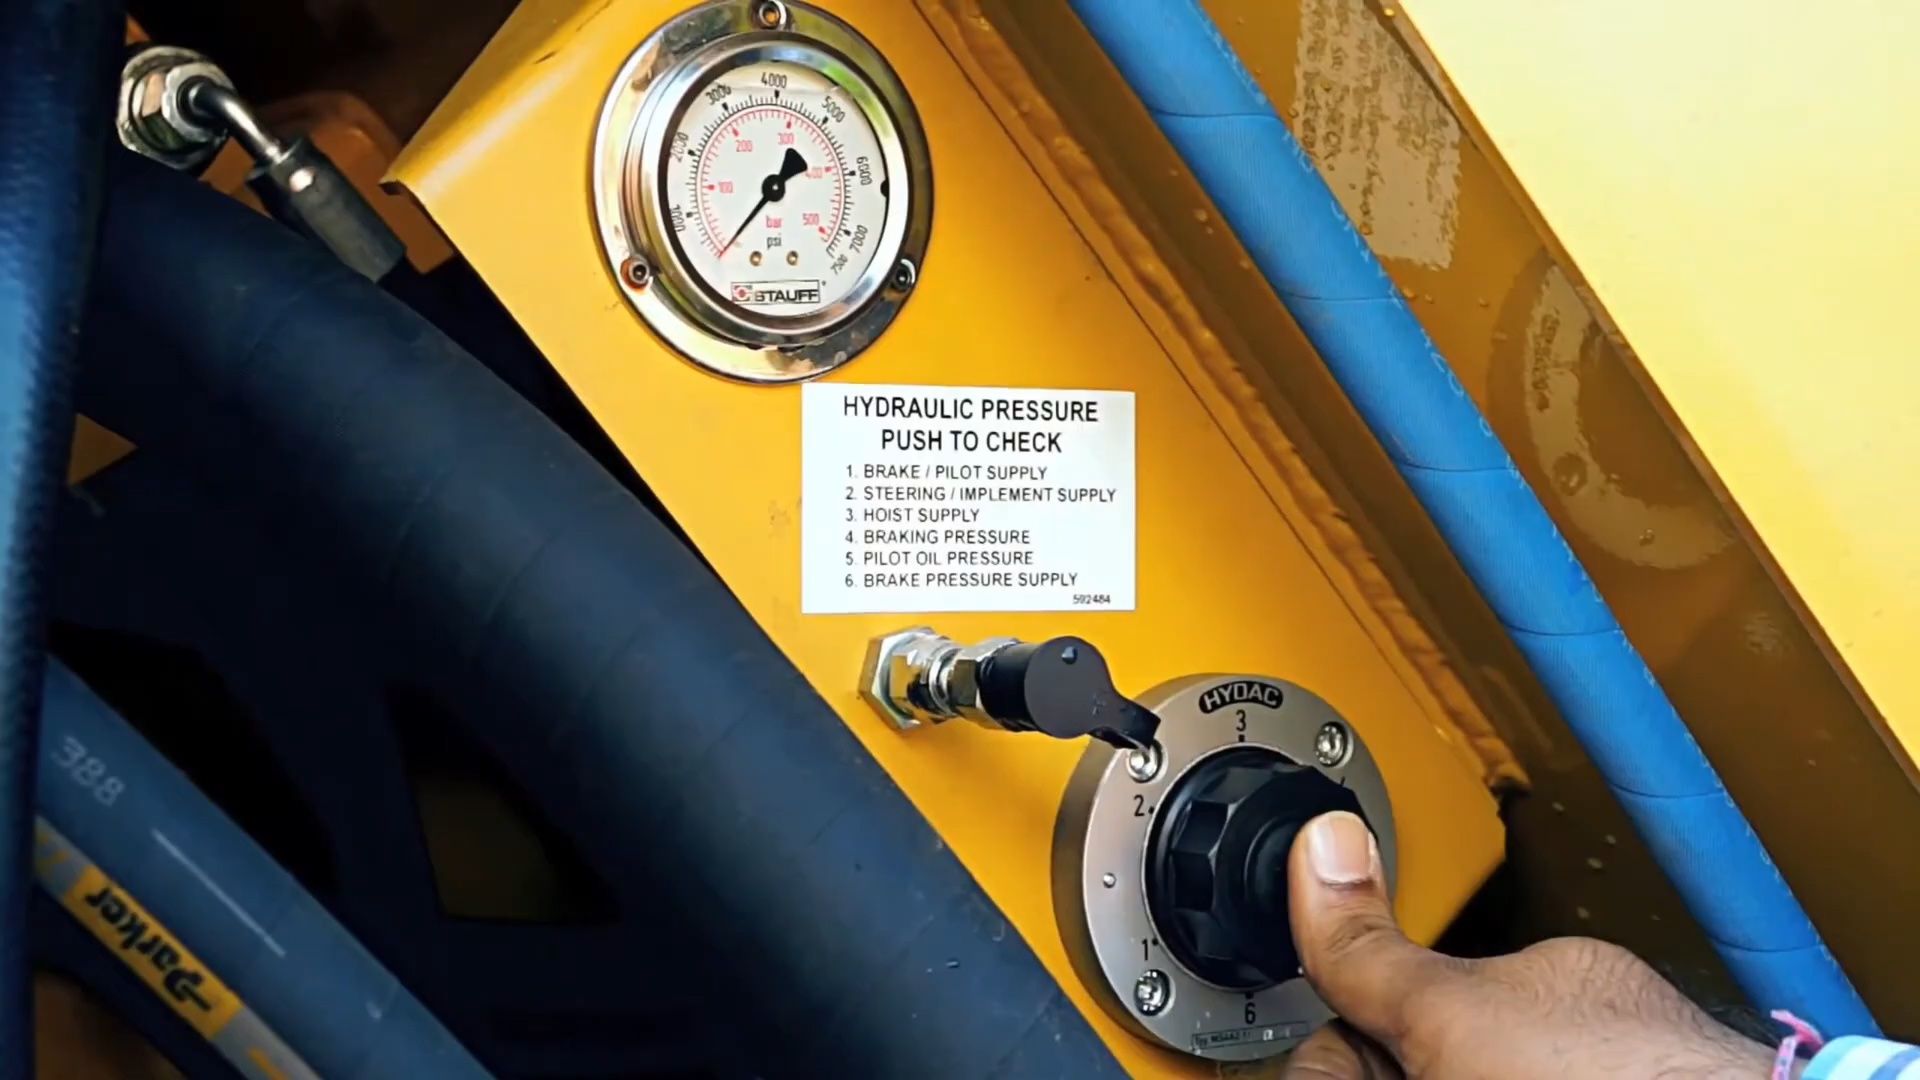 4000
3000
5000
2000
300
200
6000
400
100
1000
500
bar
7000
psi
7500
STAUFF
HYDRAULIC PRESSURE
PUSH TO CHECK
1. BRAKE / PILOT SUPPLY
2. STEERING / IMPLEMENT SUPPLY
3. HOIST SUPPLY
4. BRAKING PRESSURE
5. PILOT OIL PRESSURE
6. BRAKE PRESSURE SUPPLY
592484
HYDAC
3
2
1
6
388
Parker